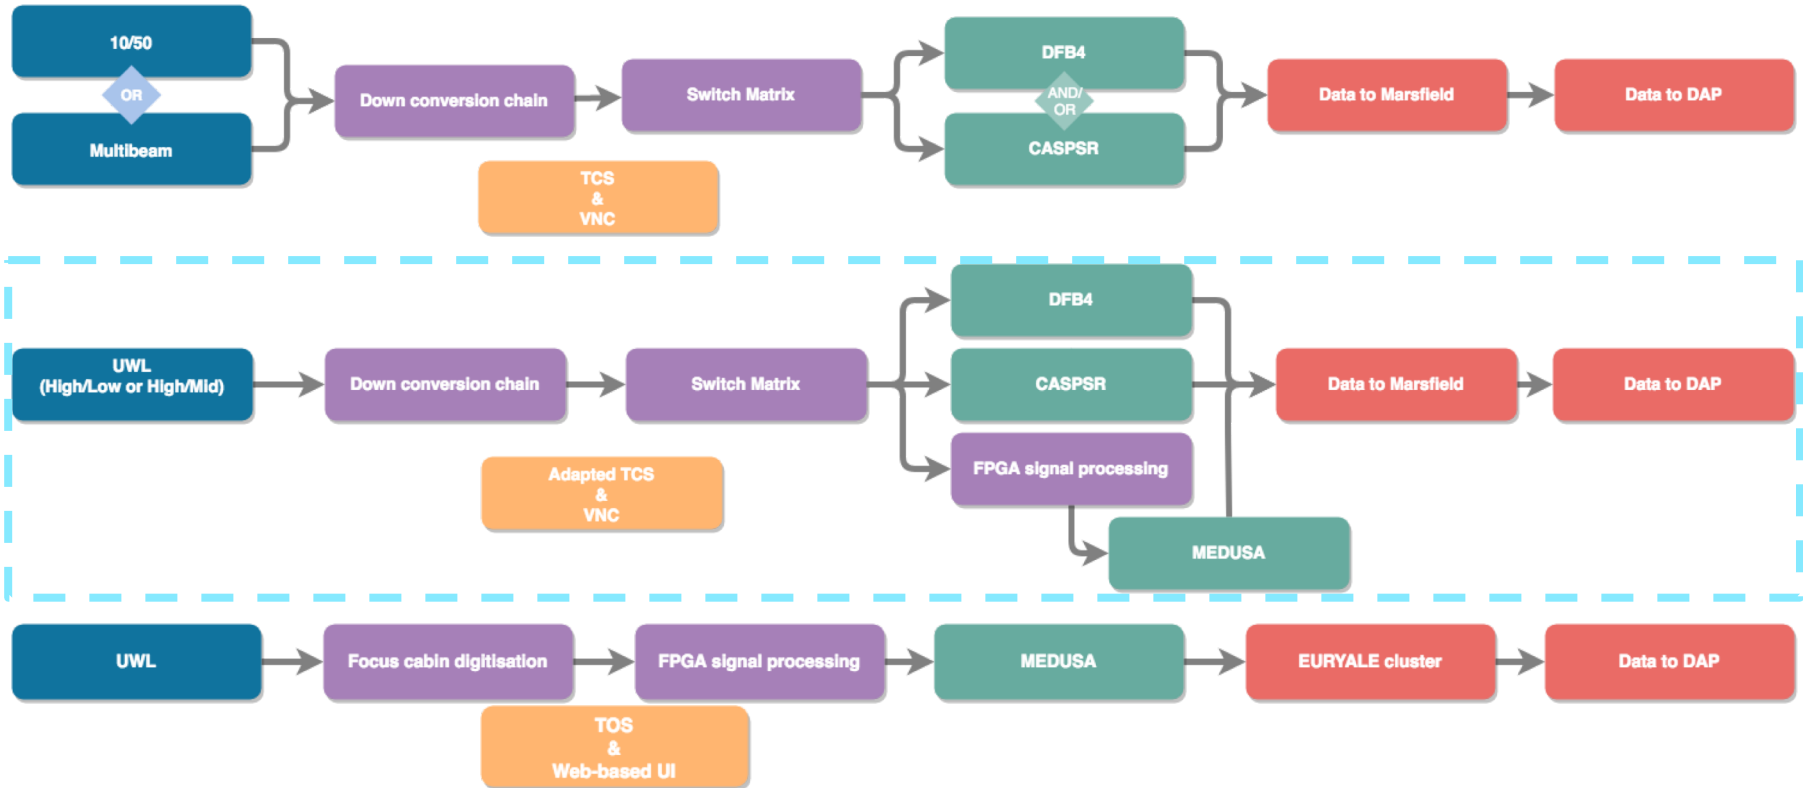 10/50
OR
Multibeam
Down conversion chain
Switch Matrix
DFB4
AND/
OR
CASPSR
Data to Marsfield
Data to DAP
TCS
&
VNC
UWL
(High/Low or High/Mid)
Down conversion chain
Switch Matrix
DFB4
CASPSR
FPGA signal processing
MEDUSA
Data to Marsfield
Data to DAP
Adapted TCS
&
VNC
UWL
Focus cabin digitisation
FPGA signal processing
MEDUSA
EURYALE cluster
Data to DAP
TOS
&
Web-based UI